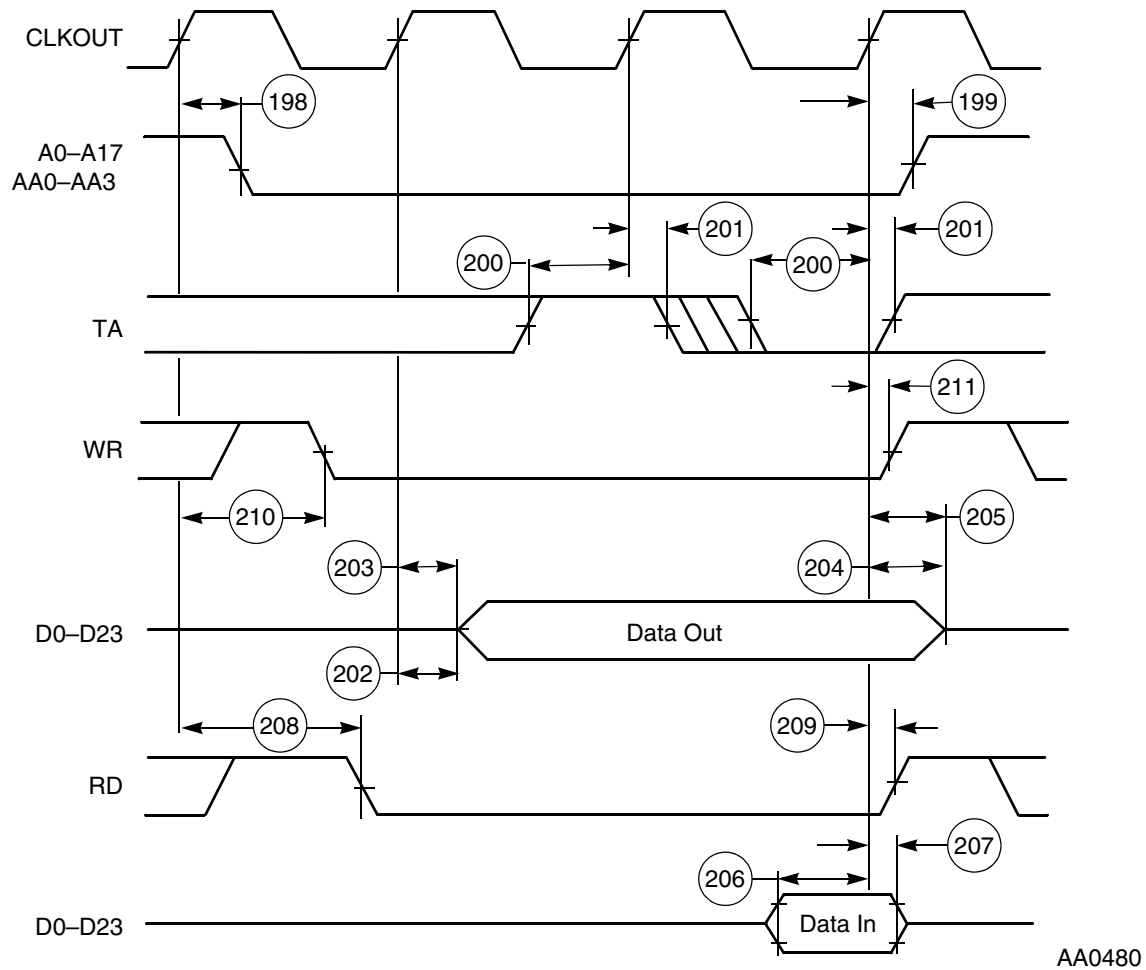 CLKOUT
198
199
A0–A17
AA0–AA3
201
201
200
200
TA
211
WR
210
205
203
204
D0–D23
Data Out
202
208
209
RD
207
206
D0–D23
Data In
AA0480